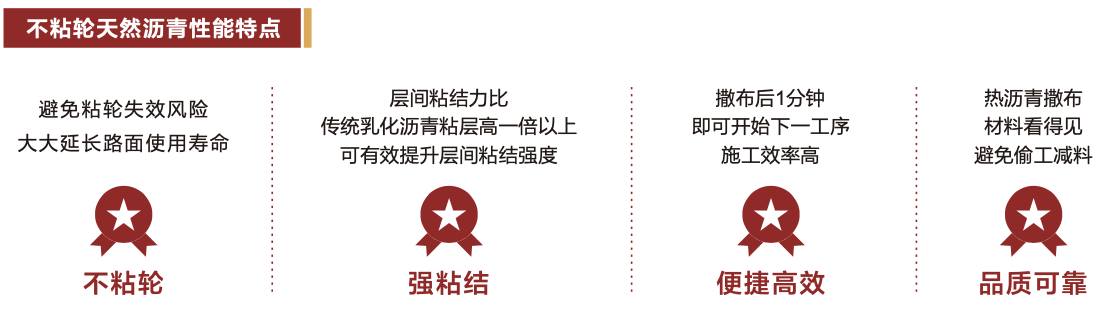 不粘轮天然沥青性能特点
避免粘轮失效风险
大大延长路面使用寿命
不粘轮
层间粘结力比
传统乳化沥青粘层高一倍以上
可有效提升层间粘结强度
强粘结
撒布后1分钟
即可开始下一工序
施工效率高
便捷高效
热沥青撒布
材料看得见
避免偷工减料
品质可靠